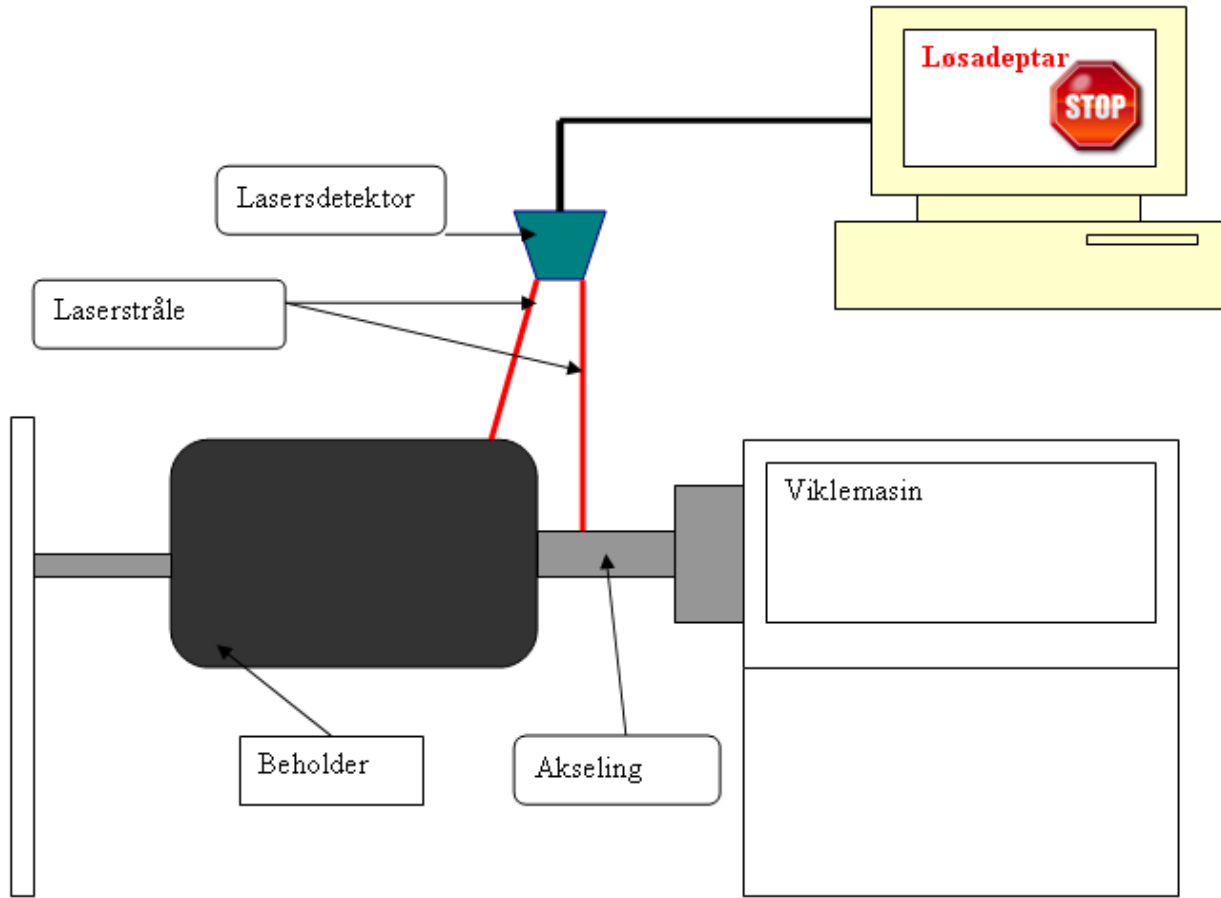 Løsadeptar
STOP
Lasersdetektor
Laserstråle
Viklemasin
Beholder
Akseling